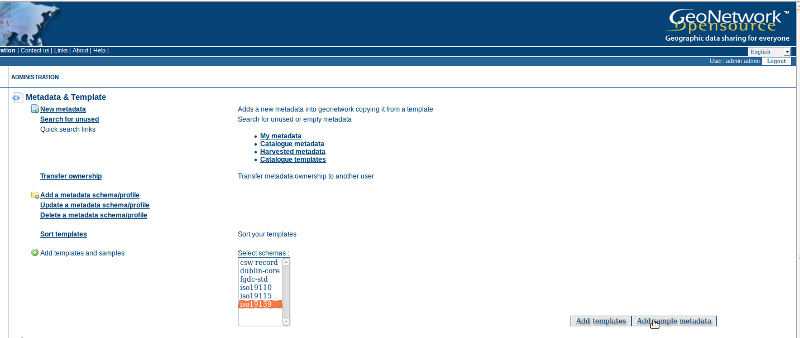 GeoNetwork™
Opensource
Geographic data sharing for everyone
ration | Contact us | Links | About | Help |
English
User: admin admin Logout
ADMINISTRATION
Metadata & Template
New metadata Adds a new metadata into geonetwork copying it from a template
Search for unused Search for unused or empty metadata
Quick search links
My metadata
Catalogue metadata
Harvested metadata
Catalogue templates
Transfer ownership Transfer metadata ownership to another user
Add a metadata schema/profile
Update a metadata schema/profile
Delete a metadata schema/profile
Sort templates Sort your templates
Add templates and samples Select schemas :
csw-record
dublin-core
fgdc-std
iso19110
iso19115
iso19139
Add templates Add sample metadata